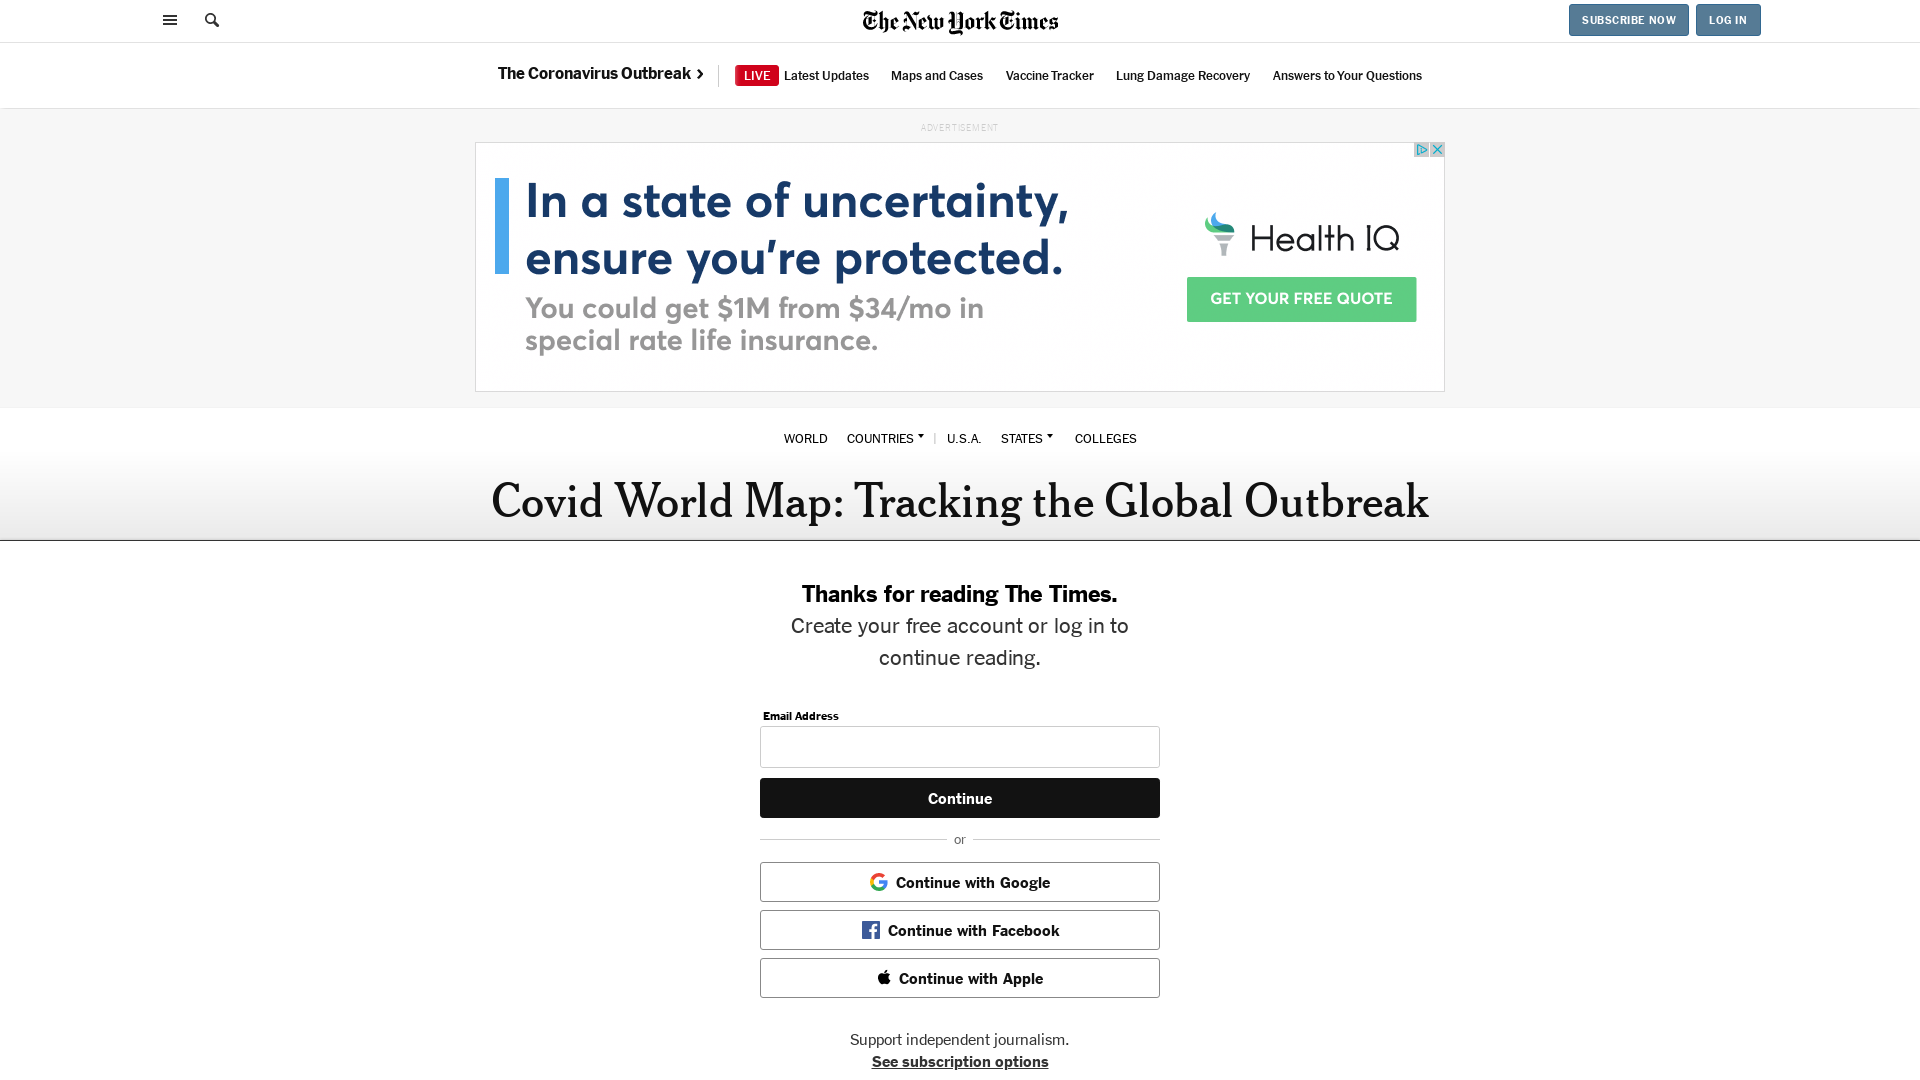 The New York Times
SUBSCRIBE NOW
LOG IN
The Coronavirus Outbreak
LIVE Latest Updates
Maps and Cases
Vaccine Tracker
Lung Damage Recovery
Answers to Your Questions
ADVERTISEMENT
In a state of uncertainty,
ensure you're protected.
You could get $1M from $34/mo in
special rate life insurance.
Health IQ
GET YOUR FREE QUOTE
WORLD
COUNTRIES
U.S.A.
STATES
COLLEGES
Covid World Map: Tracking the Global Outbreak
Thanks for reading The Times.
Create your free account or log in to
continue reading.
Email Address
Continue
or
Continue with Google
Continue with Facebook
Continue with Apple
Support independent journalism.
See subscription options